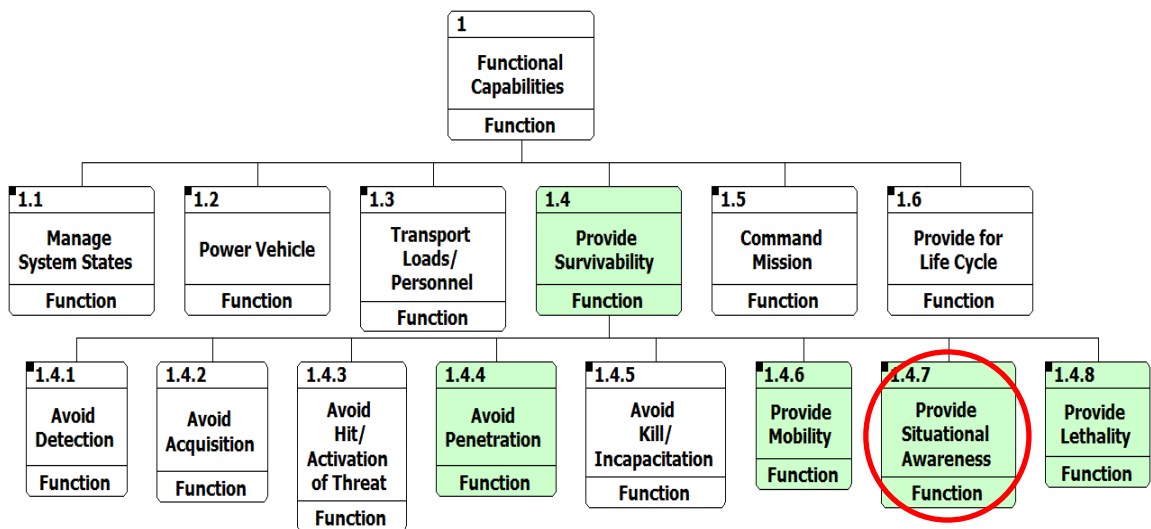 1
Functional
Capabilities
Function
1.1
Manage
System States
Function
1.2
Power Vehicle
Function
1.3
Transport
Loads/
Personnel
Function
1.4
Provide
Survivability
Function
1.5
Command
Mission
Function
1.6
Provide for
Life Cycle
Function
1.4.1
Avoid
Detection
Function
1.4.2
Avoid
Acquisition
Function
1.4.3
Avoid
Hit/
Activation
of Threat
Function
1.4.4
Avoid
Penetration
Function
1.4.5
Avoid
Kill/
Incapacitation
Function
1.4.6
Provide
Mobility
Function
1.4.7
Provide
Situational
Awareness
Function
1.4.8
Provide
Lethality
Function